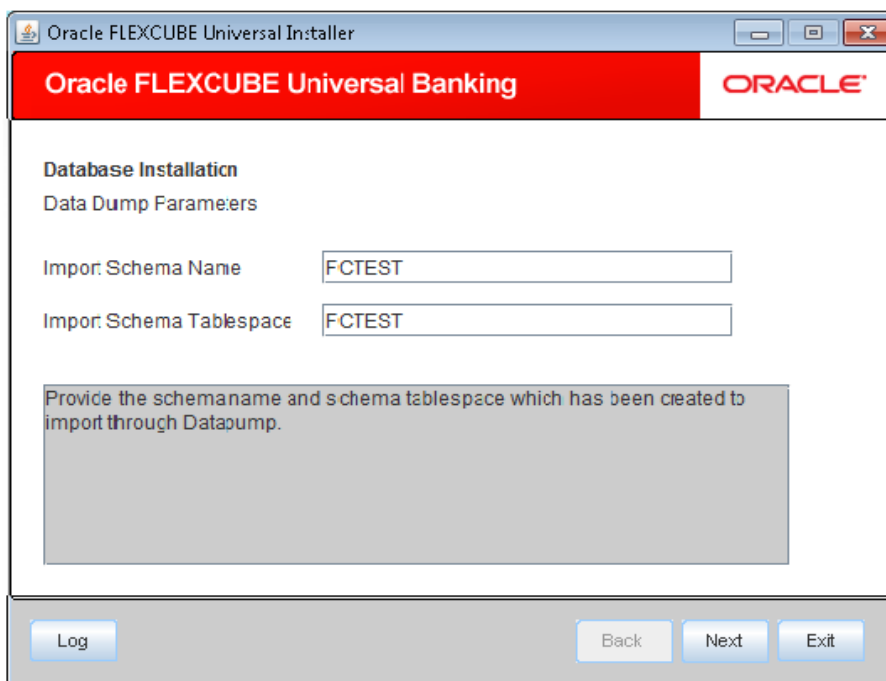 Oracle FLEXCUBE Universal Installer
Oracle FLEXCUBE Universal Banking
ORACLE
Database Installation
Data Dump Parameters
Import Schema Name
FCTEST
Import Schema Tablespace
FCTEST
Provide the schemaname and schema tablespace which has been created to
import through Datapump.
Log
Back
Next
Exit